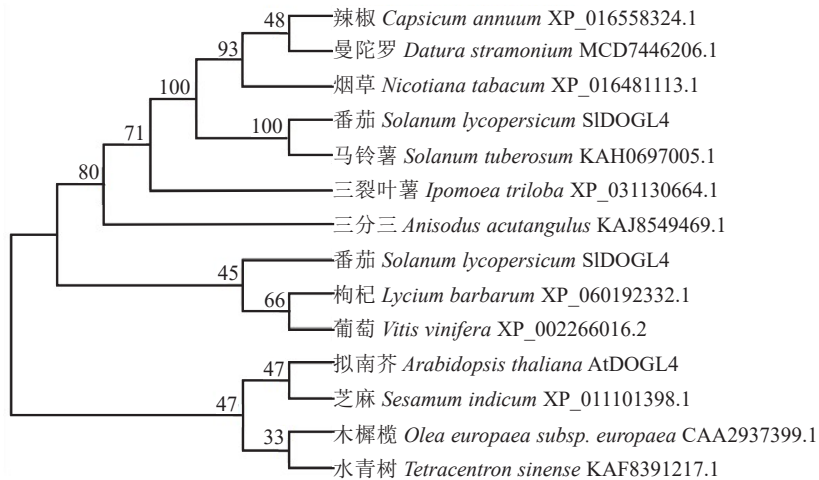 48
辣椒 Capsicum annuum XP_016558324.1
93
曼陀罗 Datura stramonium MCD7446206.1
100
烟草 Nicotiana tabacum XP_016481113.1
100
番茄 Solanum lycopersicum SlDOGL4
71
马铃薯 Solanum tuberosum KAH0697005.1
80
三裂叶薯 Ipomoea triloba XP_031130664.1
三分三 Anisodus acutangulus KAJ8549469.1
番茄 Solanum lycopersicum SlDOGL4
45
枸杞 Lycium barbarum XP_060192332.1
66
葡萄 Vitis vinifera XP_002266016.2
47
拟南芥 Arabidopsis thaliana AtDOGL4
47
芝麻 Sesamum indicum XP_011101398.1
33
木樨榄 Olea europaea subsp. europaea CAA2937399.1
水青树 Tetracentron sinense KAF8391217.1